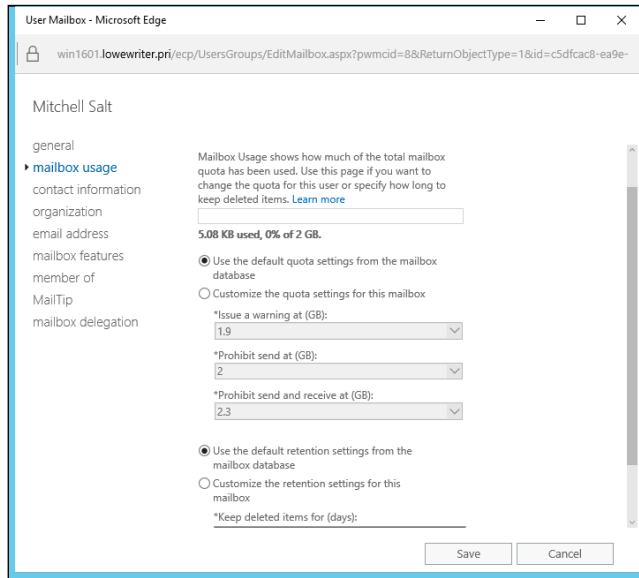 User Mailbox - Microsoft Edge
win1601.lowewriter.pri/ecp/UsersGroups/EditMailbox.aspx?pwmcid=8&ReturnObjectType=1&id=c5dfcac8-ea9e-
Mitchell Salt
general
mailbox usage
contact information
organization
email address
mailbox features
member of
MailTip
mailbox delegation
Mailbox Usage shows how much of the total mailbox
quota has been used. Use this page if you want to
change the quota for this user or specify how long to
keep deleted items. Learn more
5.08 KB used, 0% of 2 GB.
Use the default quota settings from the mailbox
database
Customize the quota settings for this mailbox
*Issue a warning at (GB):
1.9
*Prohibit send at (GB):
2
*Prohibit send and receive at (GB):
2.3
Use the default retention settings from the
mailbox database
Customize the retention settings for this
mailbox
*Keep deleted items for (days):
Save
Cancel